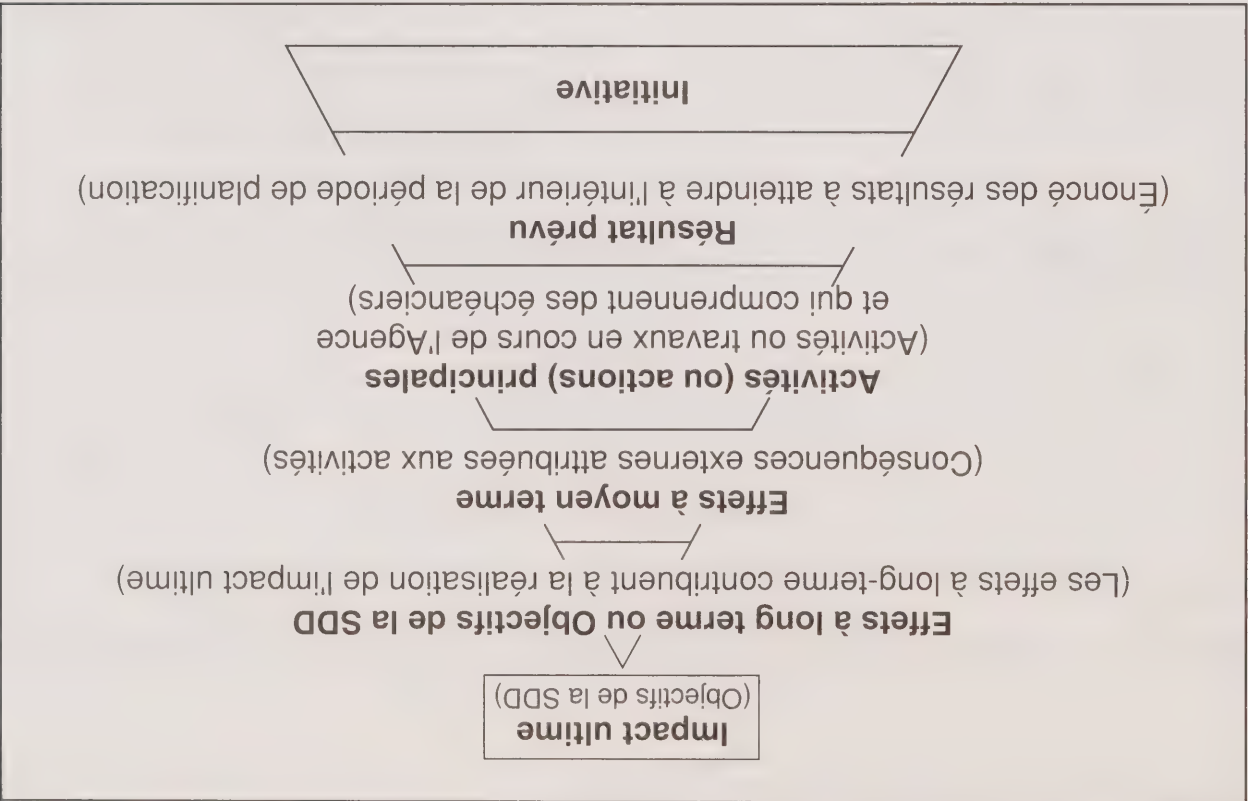 Impact ultime
(Objectifs de la SDD)
Effets à long terme ou Objectifs de la SDD
(Les effets à long-terme contribuent à la réalisation de l'impact ultime)
Effets à moyen terme
(Conséquences externes attribuées aux activités)
Activités (ou actions) principales
(Activités ou travaux en cours de l'Agence
et qui comprennent des échéanciers)
Résultat prévu
(Énoncé des résultats à atteindre à l'intérieur de la période de planification)
Initiative